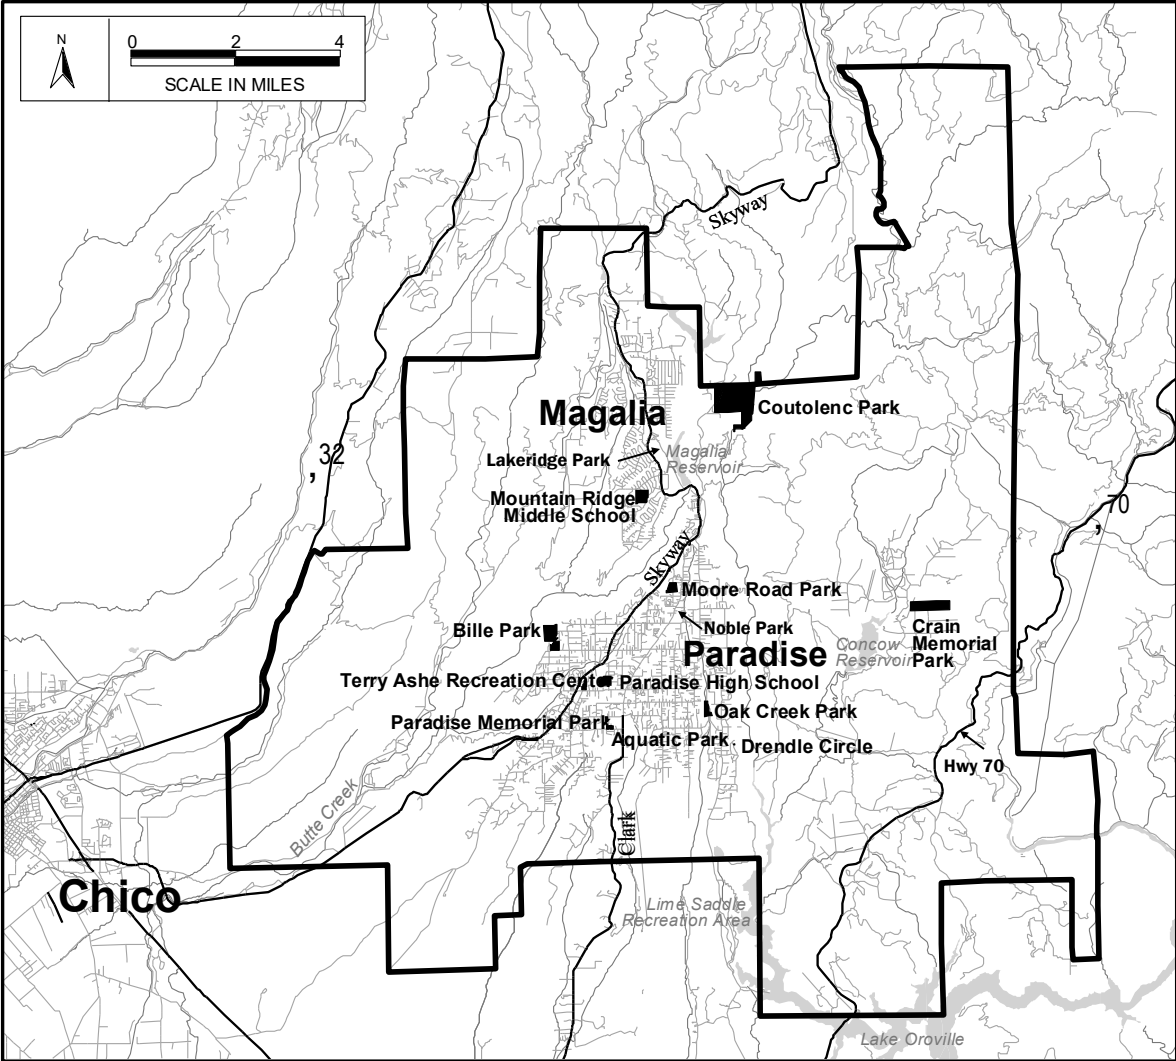 N
0 2 4
SCALE IN MILES
Skyway
Magalia
Coutolenc Park
, 32
Lakeridge Park
Magalia
Reservoir
Mountain Ridge
Middle School
, 70
Skyway
Moore Road Park
Bille Park
Noble Park
Crain
Memorial
Park
Concow
Reservoir
Paradise
Terry Ashe Recreation Center
Paradise High School
Oak Creek Park
Paradise Memorial Park
Aquatic Park
Drendle Circle
Hwy 70
Butte Creek
Clark
Chico
Lime Saddle
Recreation Area
Lake Oroville